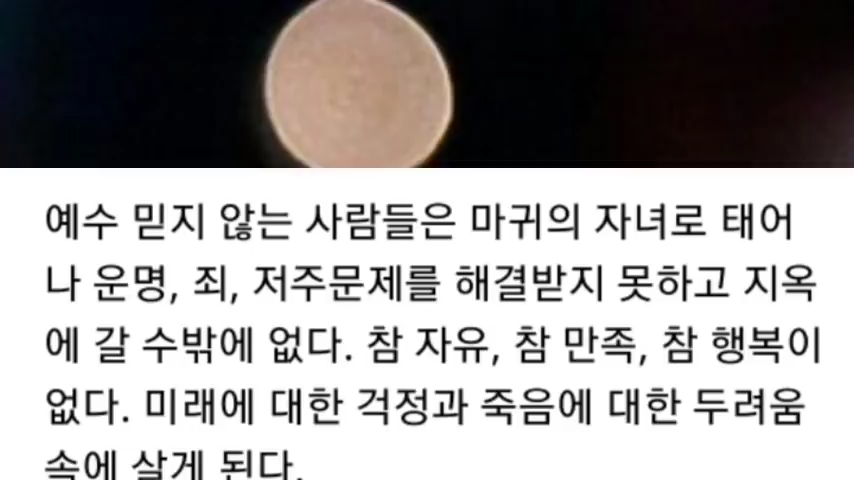 예수 믿지 않는 사람들은 마귀의 자녀로 태어
나 운명, 죄, 저주문제를 해결받지 못하고 지옥
에 갈 수밖에 없다. 참 자유, 참 만족, 참 행복이
없다. 미래에 대한 걱정과 죽음에 대한 두려움
속에 살게 된다.